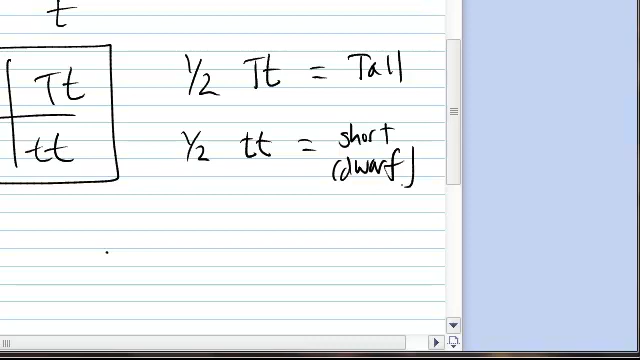 t
Tt
½ Tt = Tall
tt
½ tt = short
(dwarf)